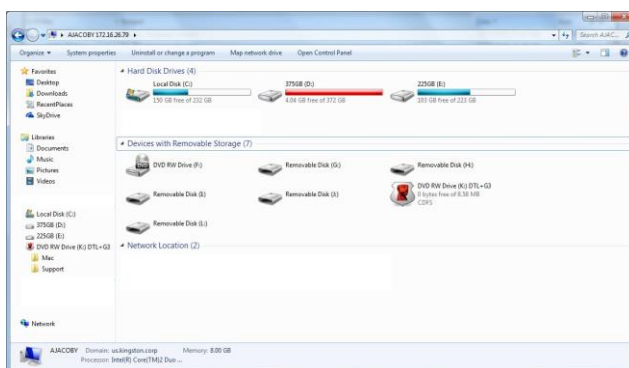 AJACOBY 172.16.26.79
Search AJAC...
Organize
System properties
Uninstall or change a program
Map network drive
Open Control Panel
Favorites
Desktop
Downloads
RecentPlaces
SkyDrive
Libraries
Documents
Music
Pictures
Videos
Local Disk (C:)
375GB (D:)
225GB (E:)
DVD RW Drive (K:) DTL+G3
Mac
Support
Network
Hard Disk Drives (4)
Local Disk (C:)
150 GB free of 232 GB
375GB (D:)
4.04 GB free of 372 GB
225GB (E:)
103 GB free of 223 GB
Devices with Removable Storage (7)
DVD RW Drive (F:)
Removable Disk (G:)
Removable Disk (H:)
Removable Disk (I:)
Removable Disk (J:)
DVD RW Drive (K:) DTL+G3
0 bytes free of 8.58 MB
CDFS
Removable Disk (L:)
Network Location (2)
AJACOBY Domain: us.kingston.corp Memory: 8.00 GB
Processor: Intel(R) Core(TM)2 Duo ...